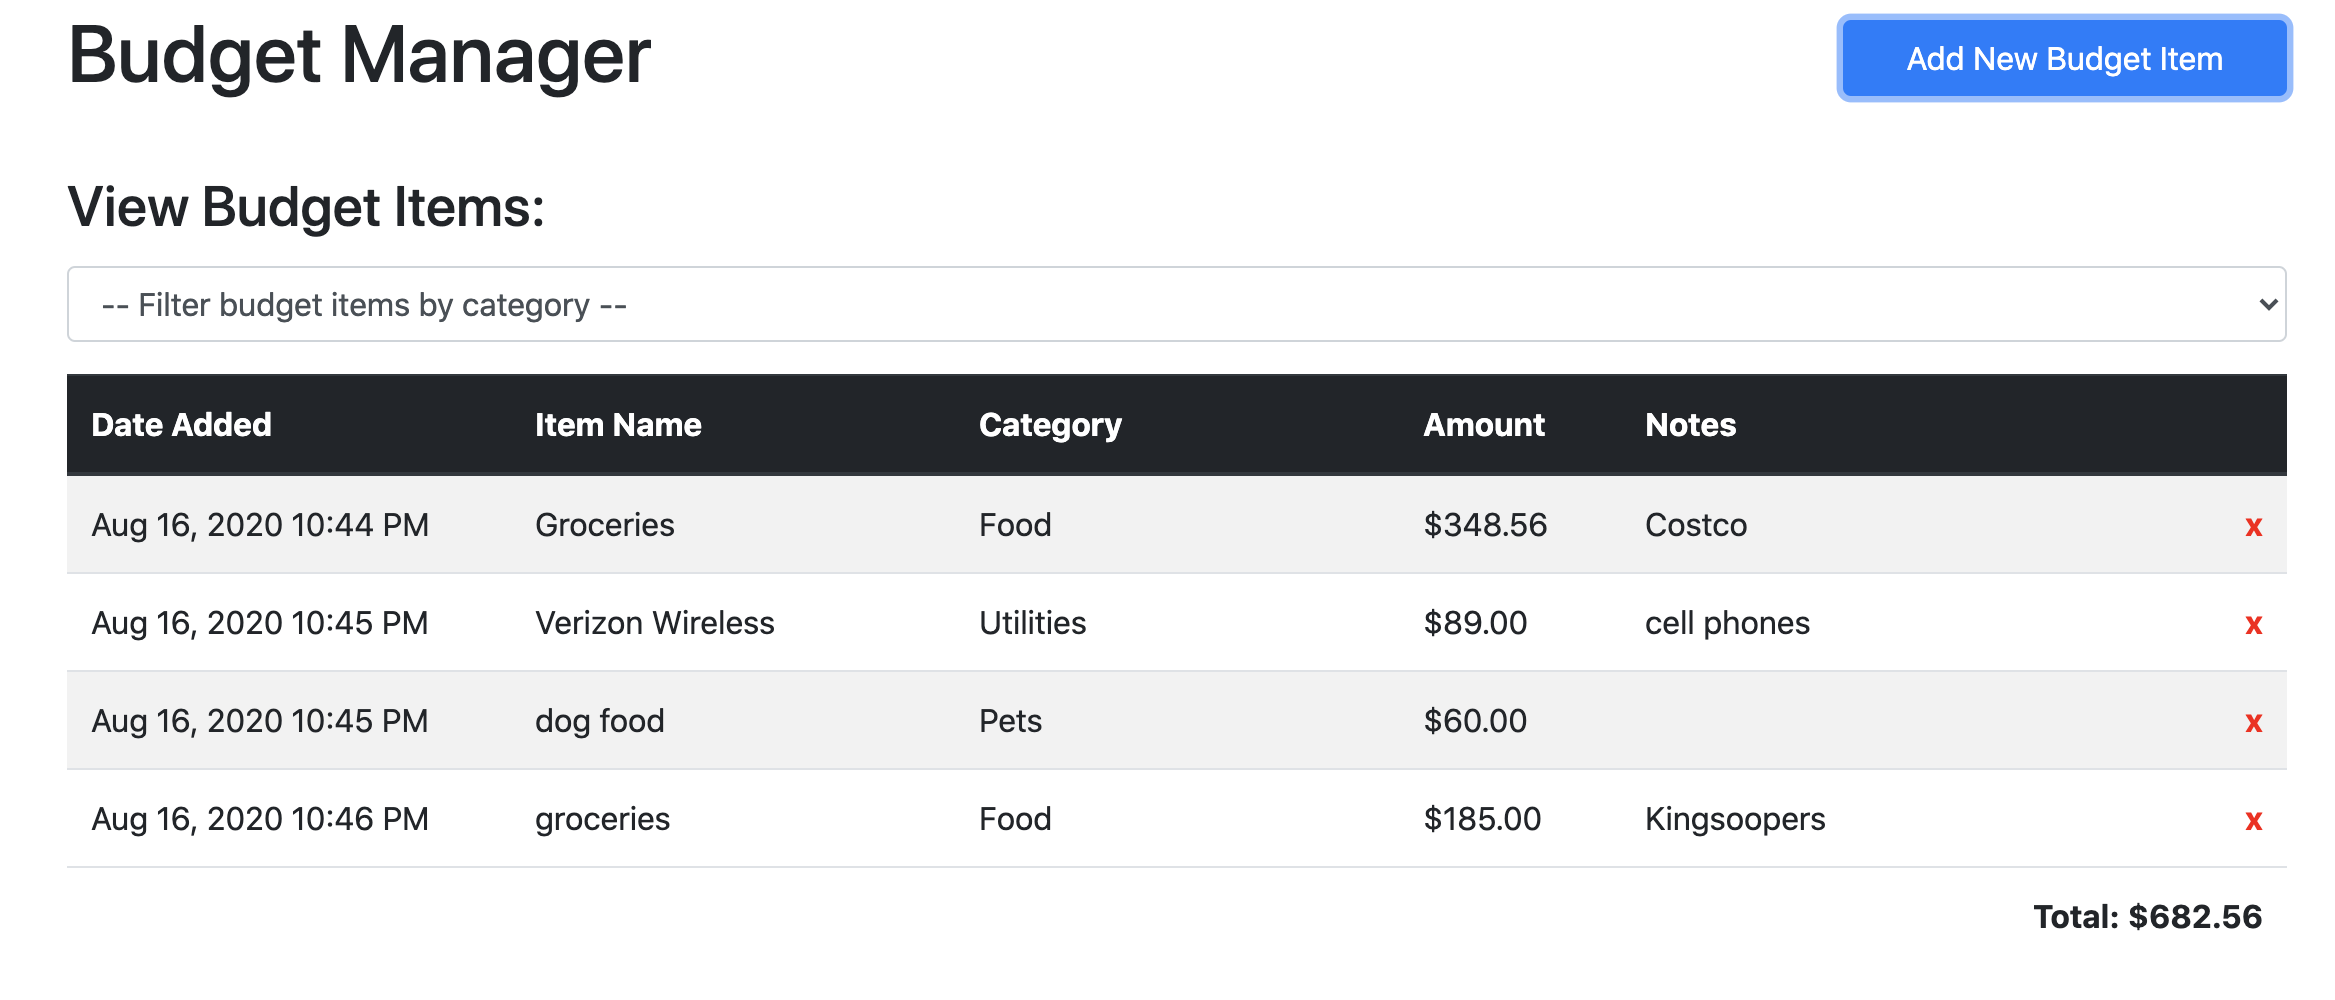 Budget Manager
Add New Budget Item
View Budget Items:
-- Filter budget items by category --
Date Added Item Name Category Amount Notes
Aug 16, 2020 10:44 PM Groceries Food $348.56 Costco x
Aug 16, 2020 10:45 PM Verizon Wireless Utilities $89.00 cell phones x
Aug 16, 2020 10:45 PM dog food Pets $60.00 x
Aug 16, 2020 10:46 PM groceries Food $185.00 Kingsoopers x
Total: $682.56